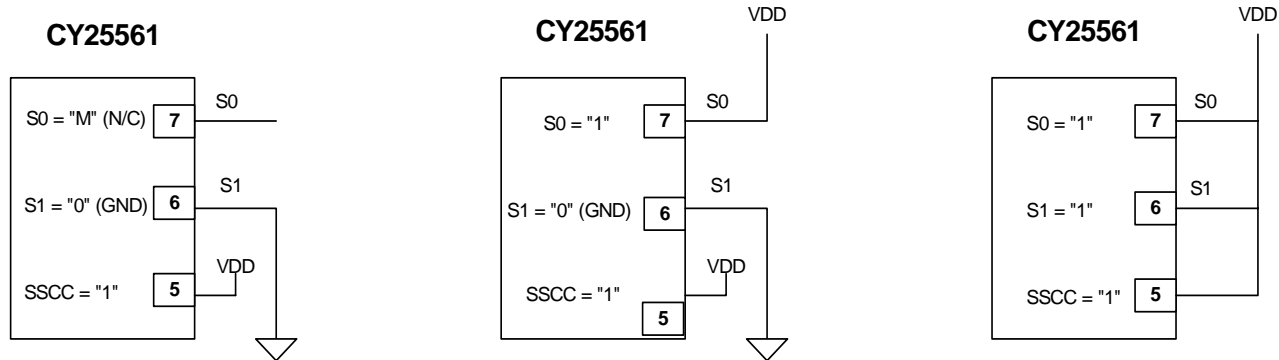 CY25561
S0 = "M" (N/C)
7
S0
S1 = "0" (GND)
6
S1
VDD
SSCC = "1"
5
VDD
CY25561
S0 = "1"
7
S0
S1 = "0" (GND)
6
S1
VDD
SSCC = "1"
5
VDD
CY25561
S0 = "1"
7
S0
S1 = "1"
6
S1
SSCC = "1"
5